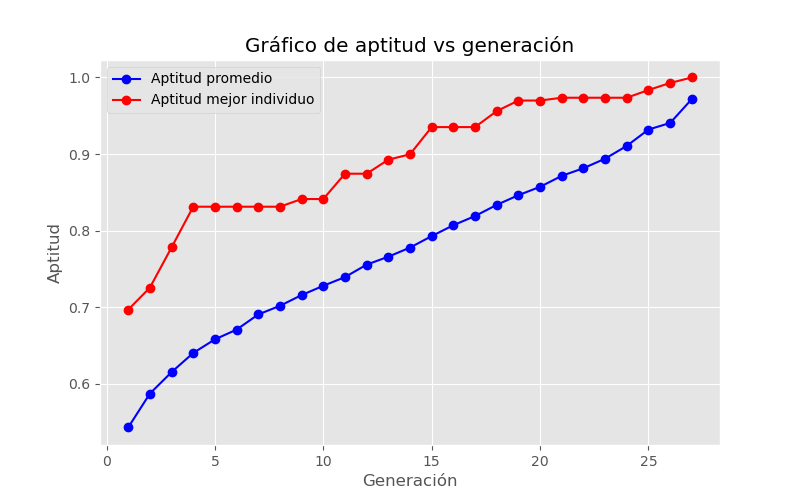 Gráfico de aptitud vs generación
Aptitud promedio
Aptitud mejor individuo
1.0
0.9
0.8
0.7
0.6
Aptitud
0
5
10
15
20
25
Generación